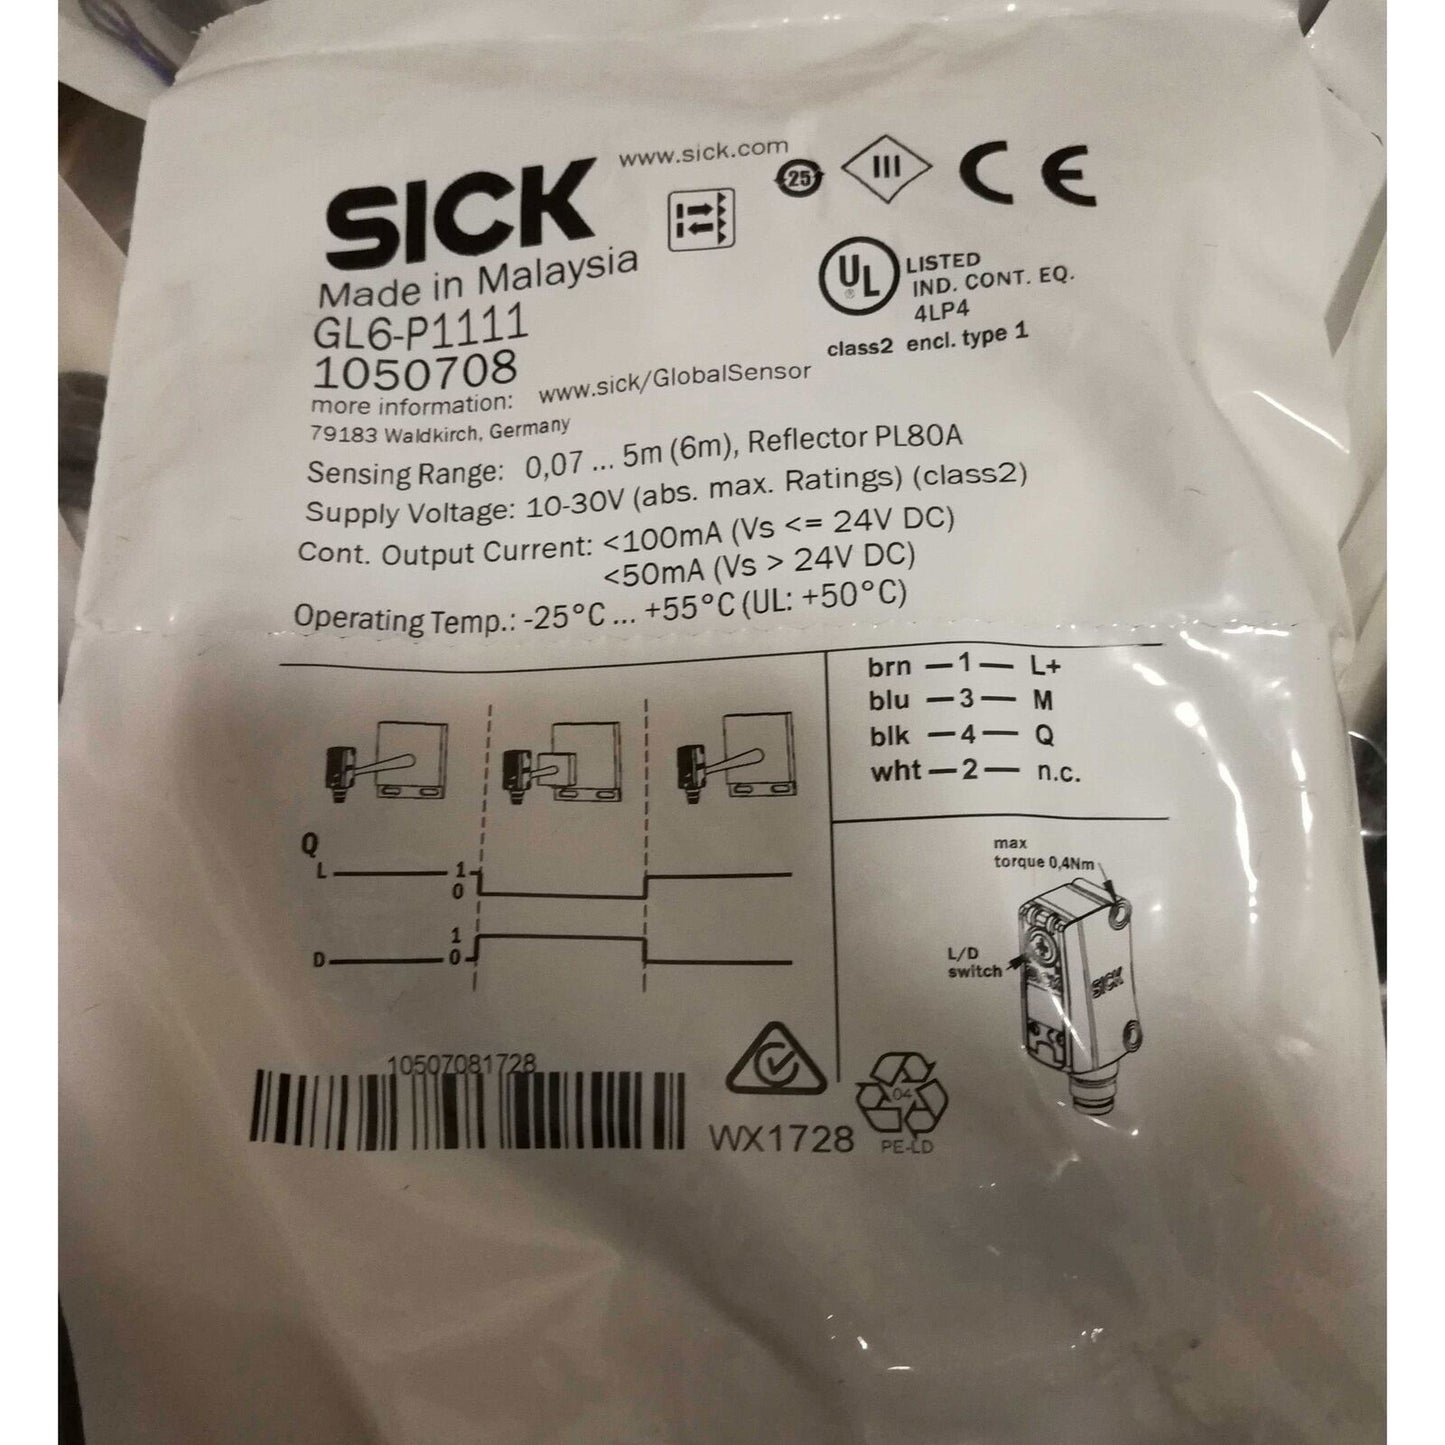 www.sick.com
SICK
25
III
CE
Made in Malaysia
GL6-P1111
1050708
UL® LISTED
IND. CONT. EQ.
4LP4
class2 encl. type 1
more information: www.sick/GlobalSensor
79183 Waldkirch, Germany
Sensing Range: 0,07 ... 5m (6m), Reflector PL80A
Supply Voltage: 10-30V (abs. max. Ratings) (class2)
Cont. Output Current: <100mA (Vs <= 24V DC)
<50mA (Vs > 24V DC)
Operating Temp.: -25°C ... +55°C (UL: +50°C)
brn — 1 — L+
blu — 3 — M
blk — 4 — Q
wht — 2 — n.c.
Q
L 1
0
1
D 0
max
torque 0,4Nm
L/D
switch
SICK
10507081728
WX1728
04
PE-LD